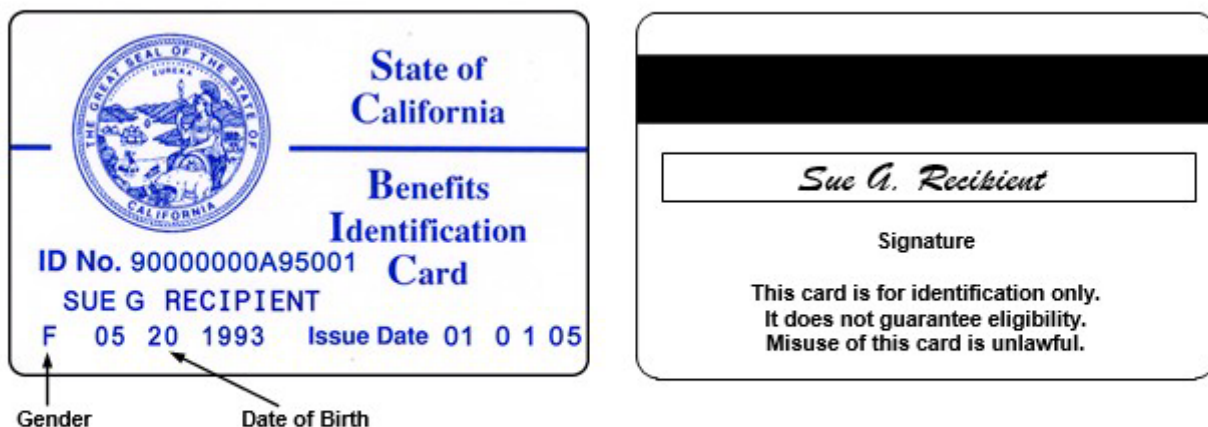 THE GREAT SEAL OF THE STATE OF CALIFORNIA
EUREKA
State of
California
Benefits
Identification
Card
ID No. 90000000A95001
SUE G RECIPIENT
F 05 20 1993 Issue Date 01 0 1 05
Gender Date of Birth
Sue G. Recipient
Signature
This card is for identification only.
It does not guarantee eligibility.
Misuse of this card is unlawful.